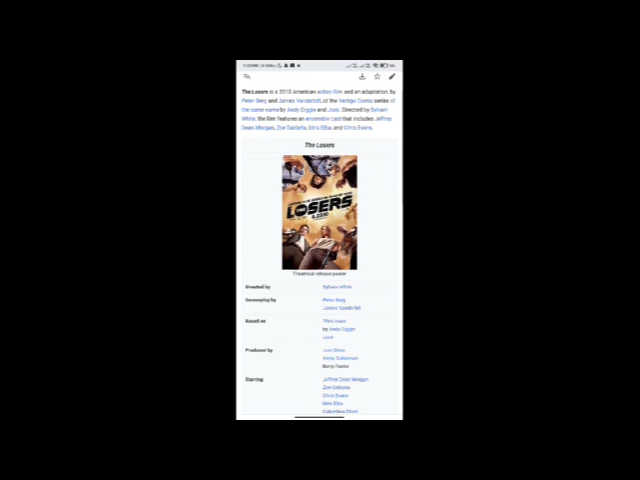 The Losers is a 2010 American action film and an adaptation, by
Peter Berg and James Vanderbilt, of the Vertigo Comic series of
the same name by Andy Diggle and Jock. Directed by Sylvain
White, the film features an ensemble cast that includes Jeffrey
Dean Morgan, Zoe Saldaña, Idris Elba, and Chris Evans.
The Losers
THE
LOSERS
Theatrical release poster
Directed by
Sylvain White
Screenplay by
Peter Berg
James Vanderbilt
Based on
The Losers
by Andy Diggle
Jock
Produced by
Joel Silver
Akiva Goldsman
Kerry Foster
Starring
Jeffrey Dean Morgan
Zoe Saldana
Chris Evans
Idris Elba
Columbus Short